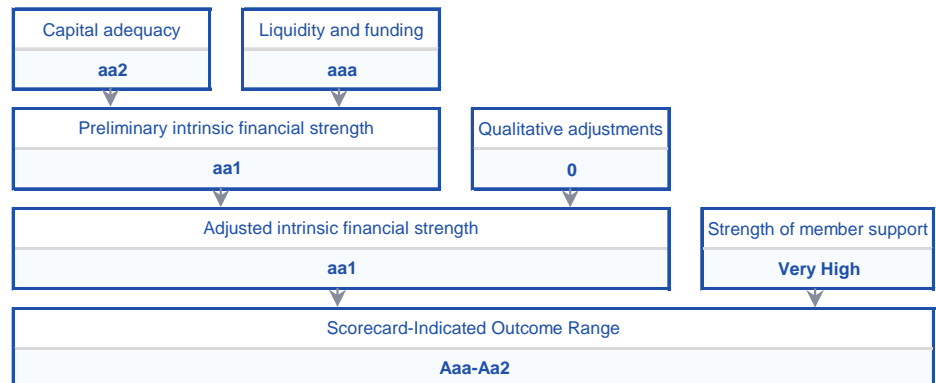 Capital adequacy
Liquidity and funding
aa2
aaa
Preliminary intrinsic financial strength
Qualitative adjustments
aa1
0
Adjusted intrinsic financial strength
Strength of member support
aa1
Very High
Scorecard-Indicated Outcome Range
Aaa-Aa2